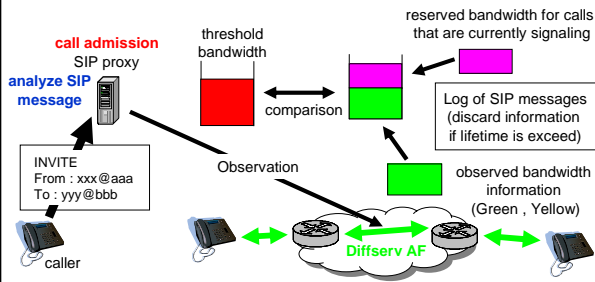 call admission
SIP proxy
analyze SIP
message
threshold
bandwidth
reserved bandwidth for calls
that are currently signaling
comparison
Log of SIP messages
(discard information
if lifetime is exceed)
INVITE
From : xxx@aaa
To : yyy@bbb
Observation
observed bandwidth
information
(Green , Yellow)
Diffserv AF
caller